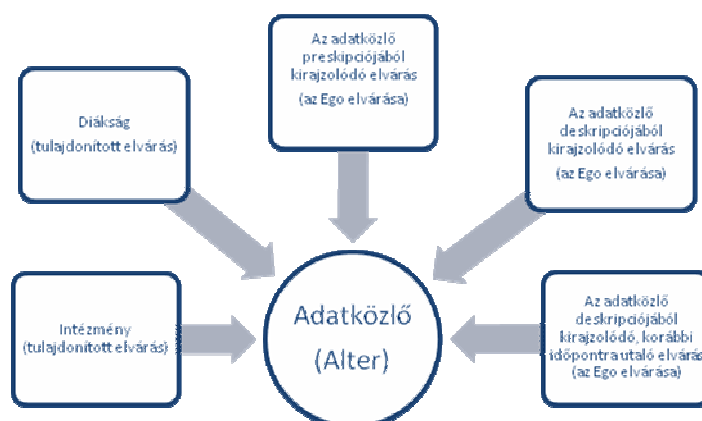 Az adatközlő
preskipciójából
kirajzolódó elvárás
(az Ego elvárása)
Diákság
(tulajdonított elvárás)
Az adatközlő
deskripciójából
kirajzolódó elvárás
(az Ego elvárása)
Intézmény
(tulajdonított elvárás)
Adatközlő
(Alter)
Az adatközlő
deskripciójából
kirajzolódó, korábbi
időpontra utaló elvárás
(az Ego elvárása)